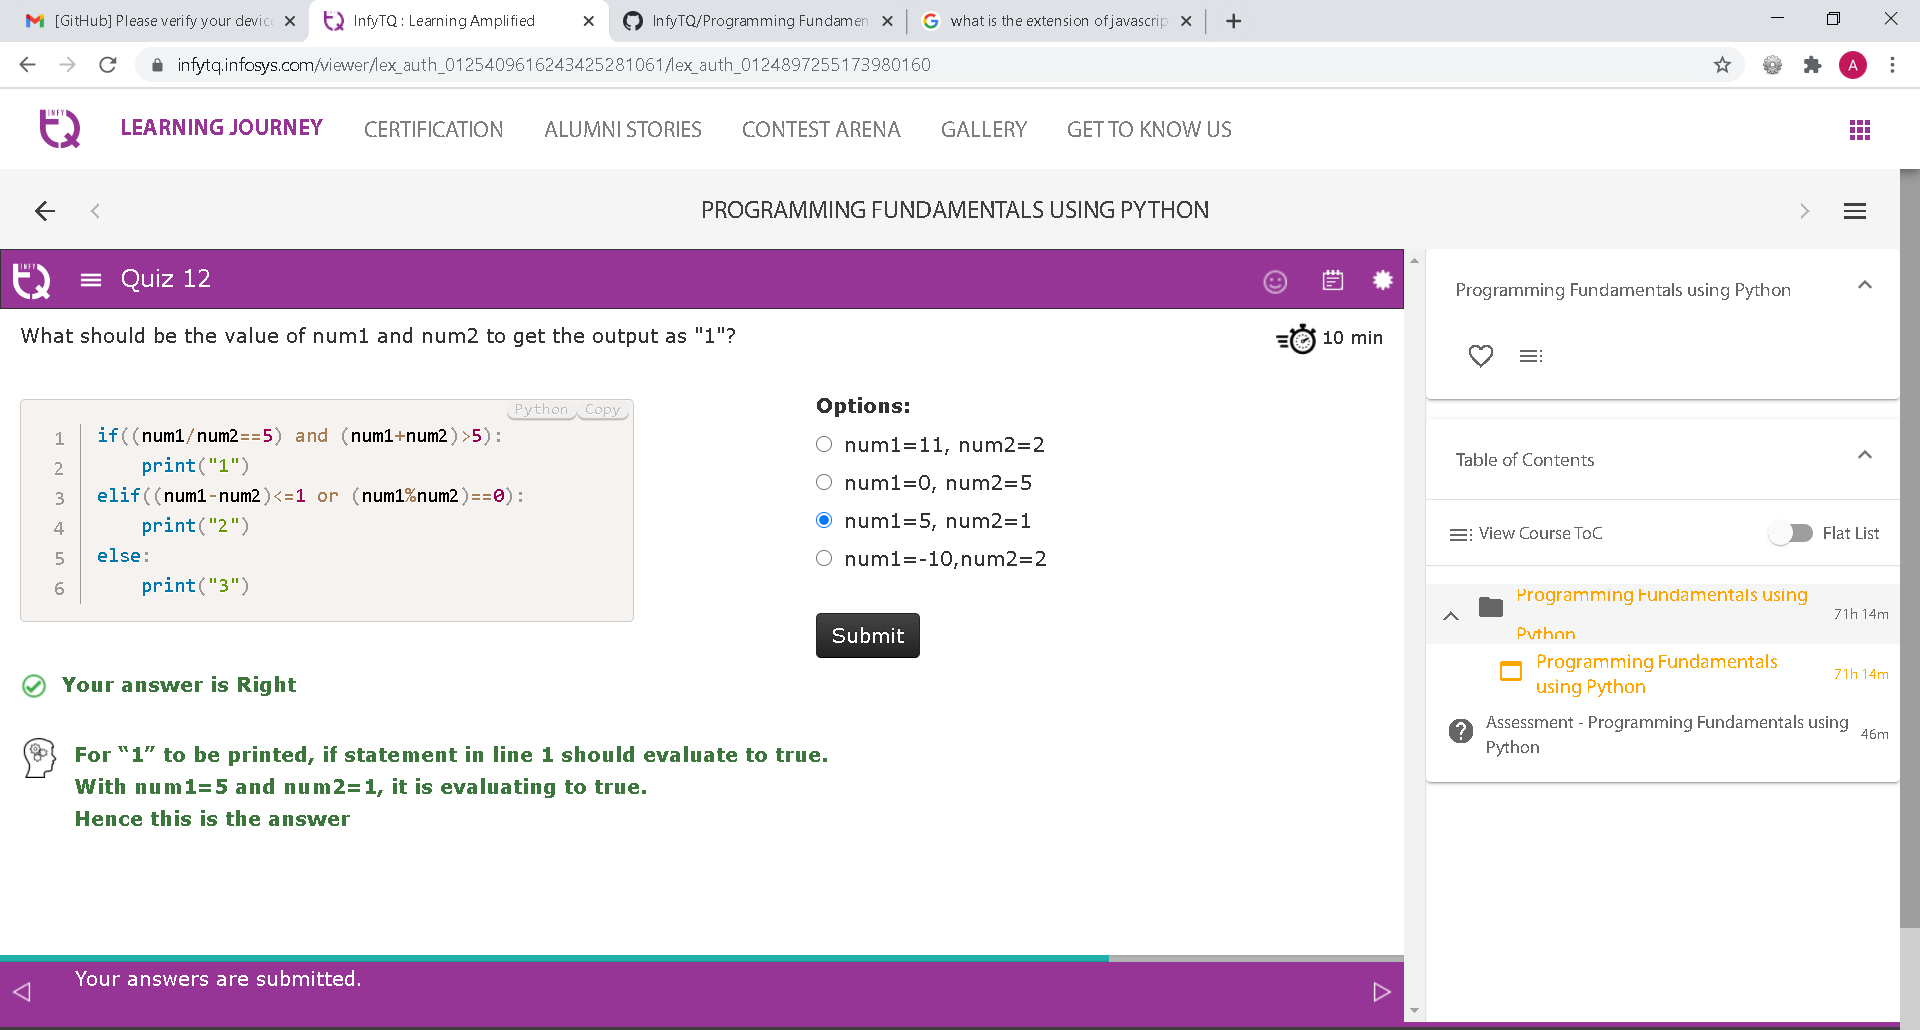 [GitHub] Please verify your devic
InfyTQ : Learning Amplified
InfyTQ/Programming Fundamen
what is the extension of javascrip
infytq.infosys.com/viewer/lex_auth_0125409616243425281061/lex_auth_0124897255173980160
A
INFY
TQ
LEARNING JOURNEY
CERTIFICATION
ALUMNI STORIES
CONTEST ARENA
GALLERY
GET TO KNOW US
PROGRAMMING FUNDAMENTALS USING PYTHON
INFY
TQ
Quiz 12
What should be the value of num1 and num2 to get the output as "1"?
10 min
Python
Copy
1 if((num1/num2==5) and (num1+num2)>5):
2 print("1")
3 elif((num1-num2)<=1 or (num1%num2)==0):
4 print("2")
5 else:
6 print("3")
Options:
num1=11, num2=2
num1=0, num2=5
num1=5, num2=1
num1=-10,num2=2
Submit
Your answer is Right
For “1” to be printed, if statement in line 1 should evaluate to true.
With num1=5 and num2=1, it is evaluating to true.
Hence this is the answer
Your answers are submitted.
Programming Fundamentals using Python
Table of Contents
View Course ToC
Flat List
Programming Fundamentals using
Python
71h 14m
Programming Fundamentals
using Python
71h 14m
Assessment - Programming Fundamentals using
Python
46m